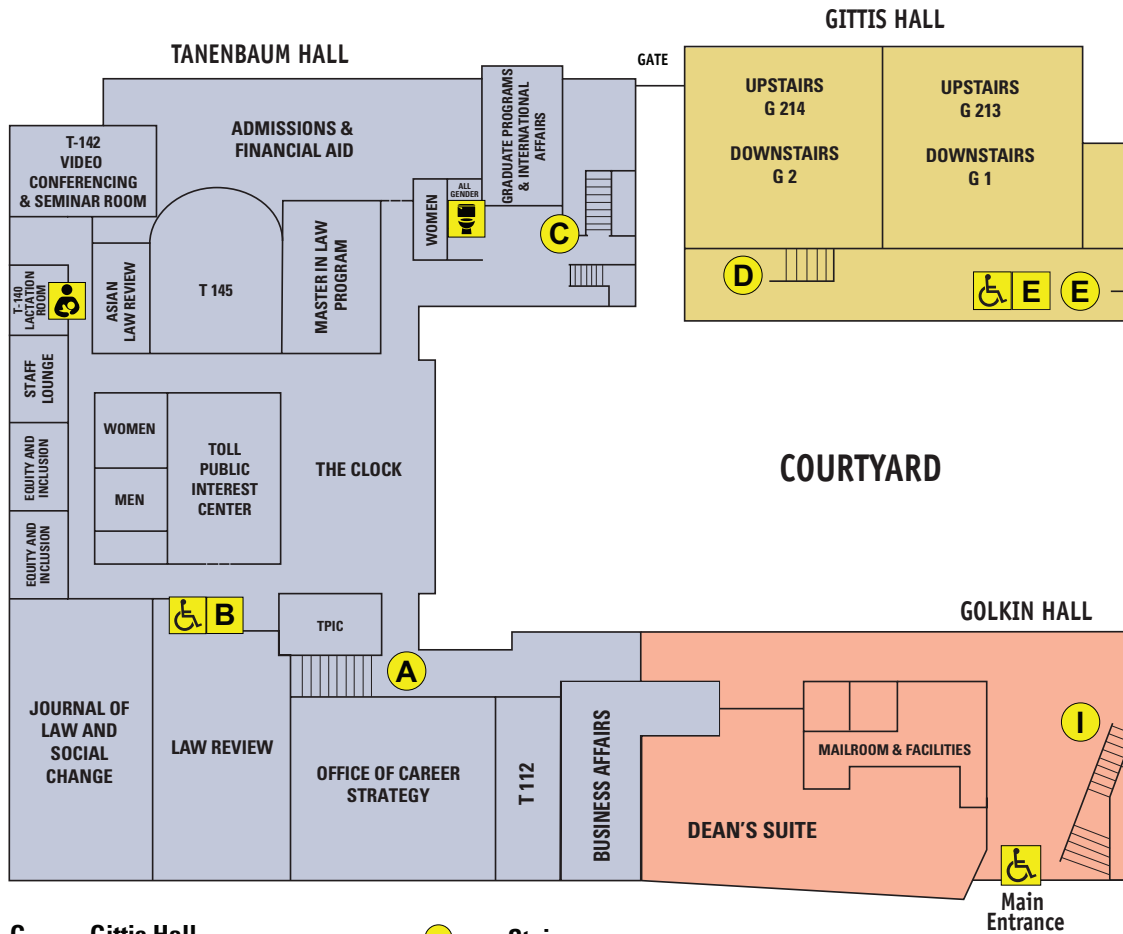 GITTIS HALL
TANENBAUM HALL
GATE
UPSTAIRS
G 214
DOWNSTAIRS
G 2
UPSTAIRS
G 213
DOWNSTAIRS
G 1
ADMISSIONS &
FINANCIAL AID
GRADUATE PROGRAMS
& INTERNATIONAL
AFFAIRS
T-142
VIDEO
CONFERENCING
& SEMINAR ROOM
WOMEN
ALL
GENDER
C
D
E
E
T-140
LACTATION
ROOM
ASIAN
LAW REVIEW
T 145
MASTER IN LAW
PROGRAM
STAFF
LOUNGE
WOMEN
MEN
TOLL
PUBLIC
INTEREST
CENTER
THE CLOCK
COURTYARD
EQUITY AND
INCLUSION
EQUITY AND
INCLUSION
B
TPIC
A
GOLKIN HALL
I
JOURNAL OF
LAW AND
SOCIAL
CHANGE
LAW REVIEW
OFFICE OF CAREER
STRATEGY
T 112
BUSINESS AFFAIRS
MAILROOM & FACILITIES
DEAN'S SUITE
Main
Entrance